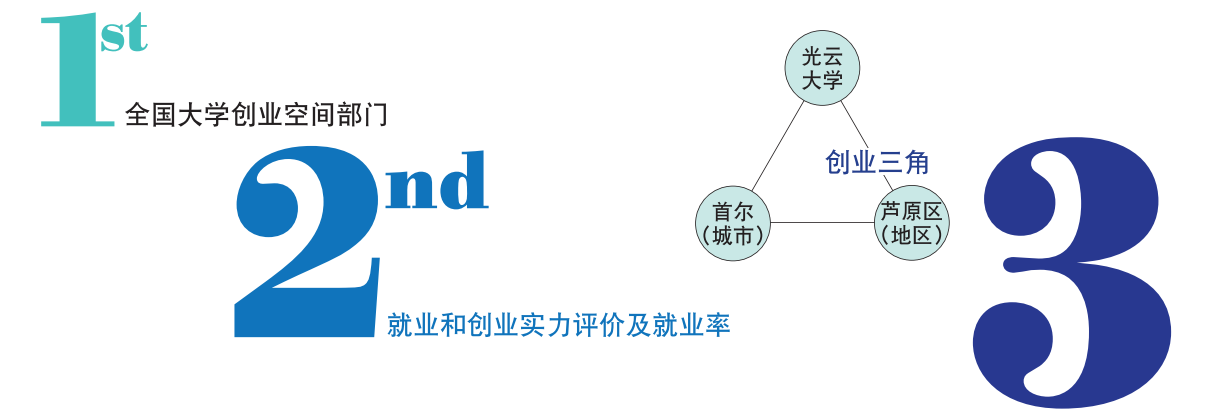 1st
全国大学创业空间部门
2nd
就业和创业实力评价及就业率
光云
大学
创业三角
首尔
（城市）
芦原区
（地区）
3